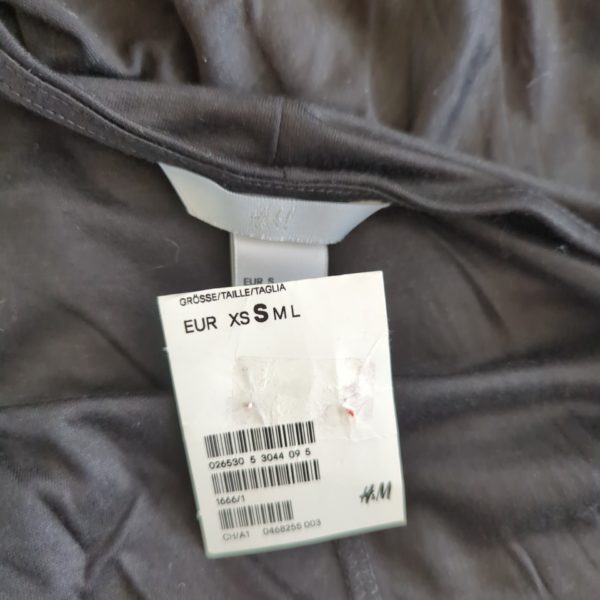 H&M
EUR S
GRÖSSE/TAILLE/TAGLIA
EUR XS S M L
026530 5 3044 09 5
1666/1
H&M
CH/A1 0468255 003